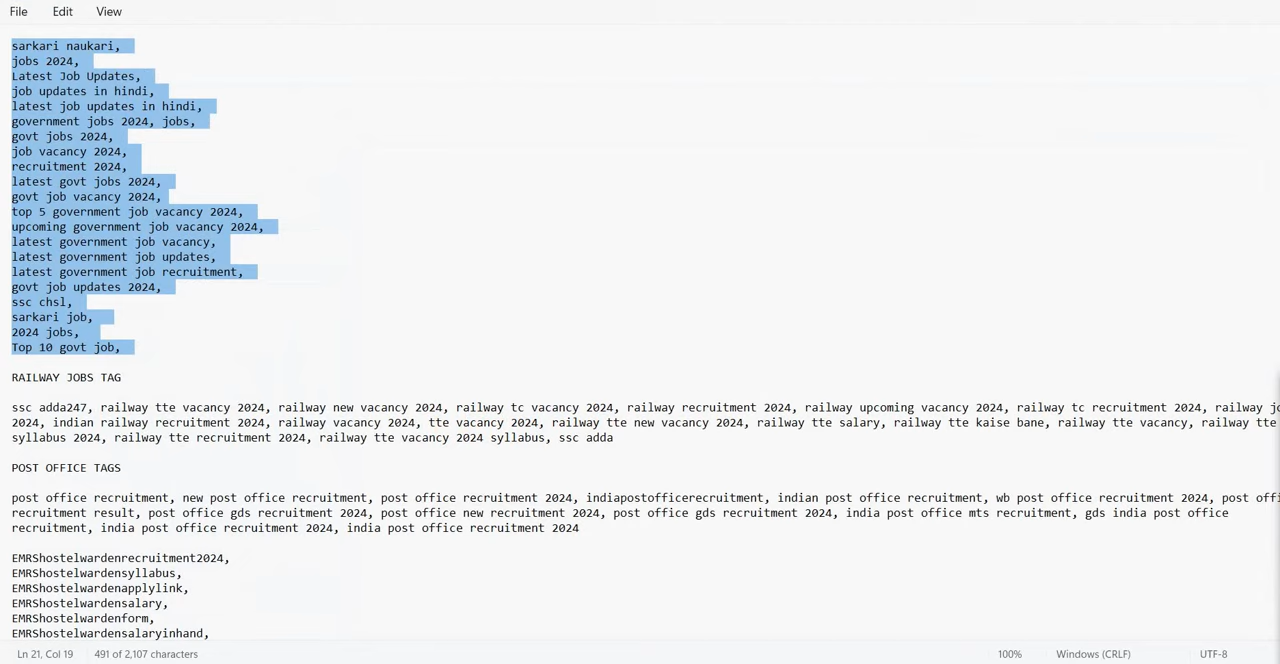 File Edit View
sarkari naukari,
jobs 2024,
Latest Job Updates,
job updates in hindi,
latest job updates in hindi,
government jobs 2024, jobs,
govt jobs 2024,
job vacancy 2024,
recruitment 2024,
latest govt jobs 2024,
govt job vacancy 2024,
top 5 government job vacancy 2024,
upcoming government job vacancy 2024,
latest government job vacancy,
latest government job updates,
latest government job recruitment,
govt job updates 2024,
ssc chsl,
sarkari job,
2024 jobs,
Top 10 govt job,
RAILWAY JOBS TAG
ssc adda247, railway tte vacancy 2024, railway new vacancy 2024, railway tc vacancy 2024, railway recruitment 2024, railway upcoming vacancy 2024, railway tc recruitment 2024, railway
2024, indian railway recruitment 2024, railway vacancy 2024, tte vacancy 2024, railway tte new vacancy 2024, railway tte salary, railway tte kaise bane, railway tte vacancy, railway tte
syllabus 2024, railway tte recruitment 2024, railway tte vacancy 2024 syllabus, ssc adda
POST OFFICE TAGS
post office recruitment, new post office recruitment, post office recruitment 2024, indiapostofficerecruitment, indian post office recruitment, wb post office recruitment 2024, post
recruitment result, post office gds recruitment 2024, post office new recruitment 2024, post office gds recruitment 2024, india post office mts recruitment, gds india post office
recruitment, india post office recruitment 2024, india post office recruitment 2024
EMRShostelwardenrecruitment2024,
EMRShostelwardensyllabus,
EMRShostelwardenapplylink,
EMRShostelwardensalary,
EMRShostelwardenform,
EMRShostelwardensalaryinhand,
Ln 21, Col 19 491 of 2,107 characters 100% Windows (CRLF) UTF-8